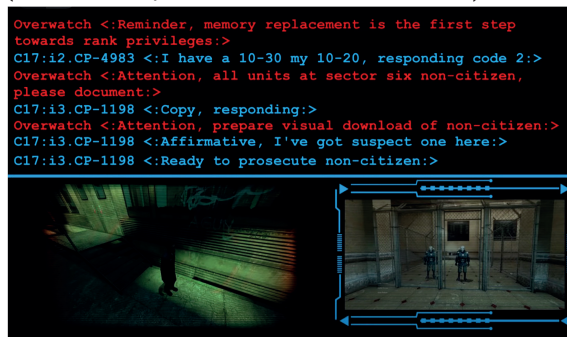 Overwatch <:Reminder, memory replacement is the first step
towards rank privileges:>
C17:i2.CP-4983 <:I have a 10-30 my 10-20, responding code 2:>
Overwatch <:Attention, all units at sector six non-citizen,
please document:>
C17:i3.CP-1198 <:Copy, responding:>
Overwatch <:Attention, prepare visual download of non-citizen:>
C17:i3.CP-1198 <:Affirmative, I've got suspect one here:>
C17:i3.CP-1198 <:Ready to prosecute non-citizen:>